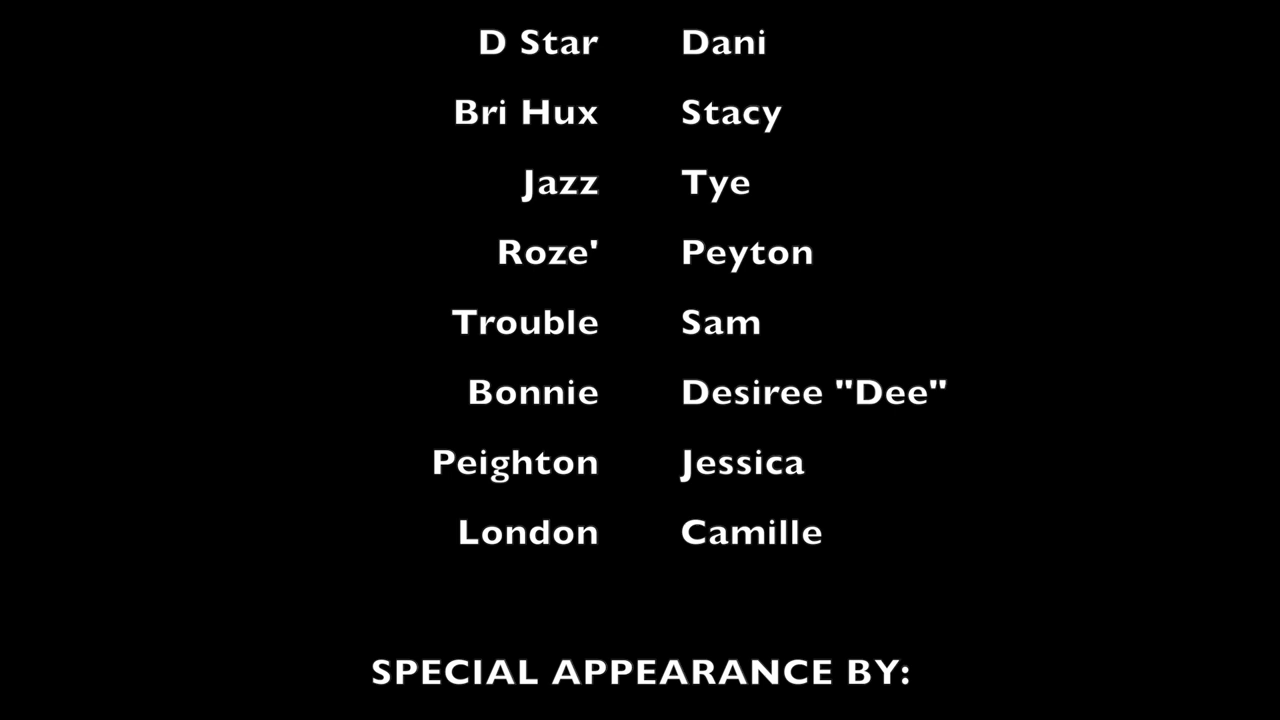 D Star Dani
Bri Hux Stacy
Jazz Tye
Roze' Peyton
Trouble Sam
Bonnie Desiree "Dee"
Peighton Jessica
London Camille
SPECIAL APPEARANCE BY: